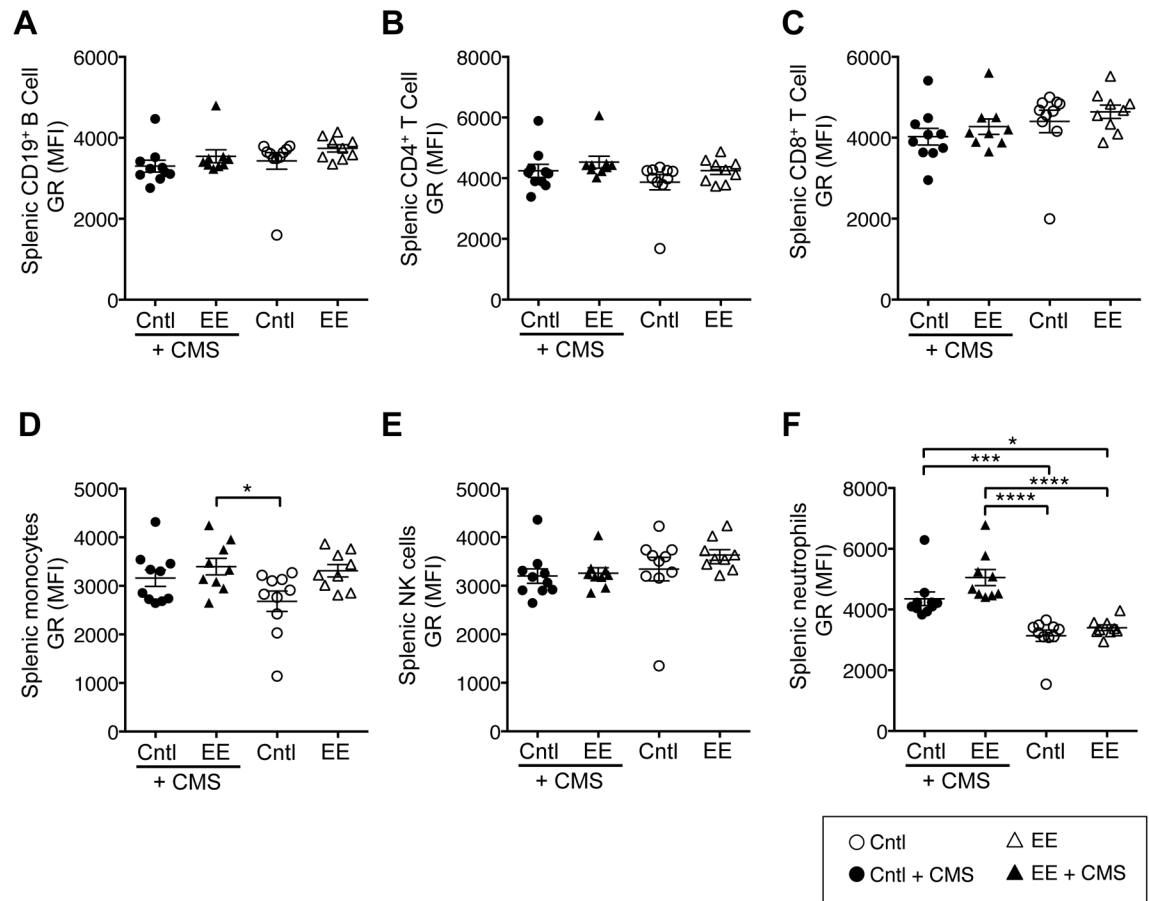 A
Splenic CD19+ B Cell
GR (MFI)
6000
4000
2000
0
Cntl EE Cntl EE
+ CMS
B
Splenic CD4+ T Cell
GR (MFI)
8000
6000
4000
2000
0
Cntl EE Cntl EE
+ CMS
C
Splenic CD8+ T Cell
GR (MFI)
6000
4000
2000
0
Cntl EE Cntl EE
+ CMS
D
Splenic monocytes
GR (MFI)
5000
4000
3000
2000
1000
0
*
Cntl EE Cntl EE
+ CMS
E
Splenic NK cells
GR (MFI)
5000
4000
3000
2000
1000
0
Cntl EE Cntl EE
+ CMS
F
Splenic neutrophils
GR (MFI)
8000
6000
4000
2000
0
*
***
****
****
Cntl EE Cntl EE
+ CMS
Cntl EE
Cntl + CMS EE + CMS